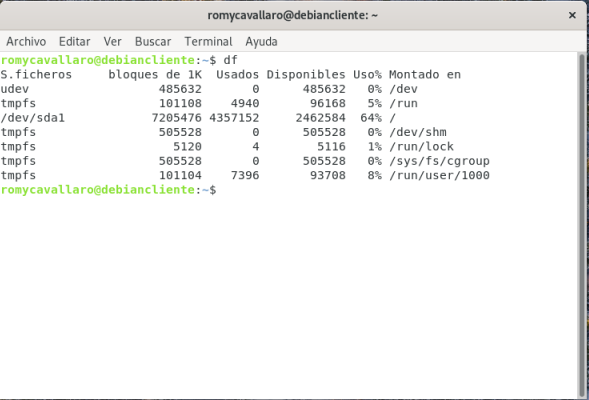 romycavallaro@debiancliente: ~ ×
Archivo Editar Ver Buscar Terminal Ayuda
romycavallaro@debiancliente:~$ df
S.ficheros     bloques de 1K  Usados Disponibles Uso% Montado en
udev                  485632       0      485632   0% /dev
tmpfs                 101108    4940       96168   5% /run
/dev/sda1            7205476 4357152     2462584  64% /
tmpfs                 505528       0      505528   0% /dev/shm
tmpfs                   5120       4        5116   1% /run/lock
tmpfs                 505528       0      505528   0% /sys/fs/cgroup
tmpfs                 101104    7396       93708   8% /run/user/1000
romycavallaro@debiancliente:~$